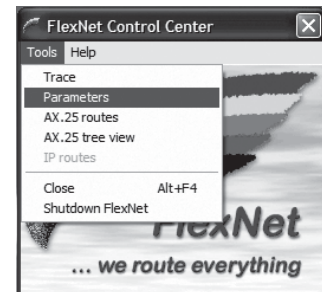 FlexNet Control Center
Tools Help
Trace
Parameters
AX.25 routes
AX.25 tree view
IP routes
Close Alt+F4
Shutdown FlexNet
FlexNet
... we route everything